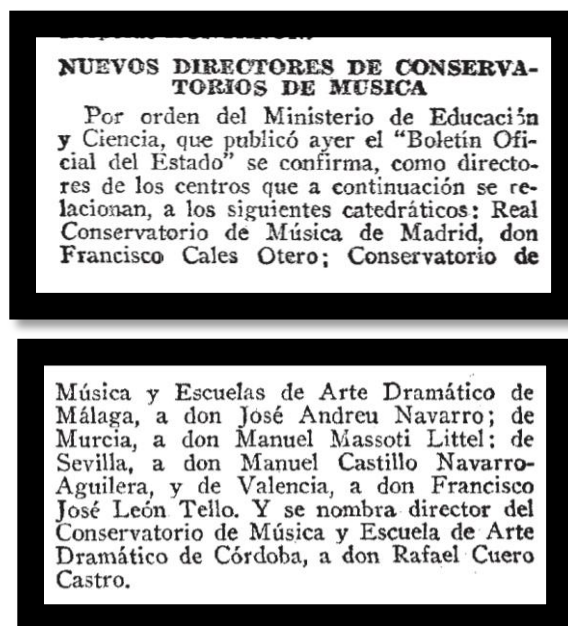 NUEVOS DIRECTORES DE CONSERVA-
TORIOS DE MUSICA
Por orden del Ministerio de Educación
y Ciencia, que publicó ayer el "Boletín Ofi-
cial del Estado" se confirma, como directo-
res de los centros que a continuación se re-
lacionan, a los siguientes catedráticos: Real
Conservatorio de Música de Madrid, don
Francisco Cales Otero; Conservatorio de
Música y Escuelas de Arte Dramático de
Málaga, a don José Andreu Navarro; de
Murcia, a don Manuel Massoti Littel; de
Sevilla, a don Manuel Castillo Navarro-
Aguilera, y de Valencia, a don Francisco
José León Tello. Y se nombra director del
Conservatorio de Música y Escuela de Arte
Dramático de Córdoba, a don Rafael Cuero
Castro.